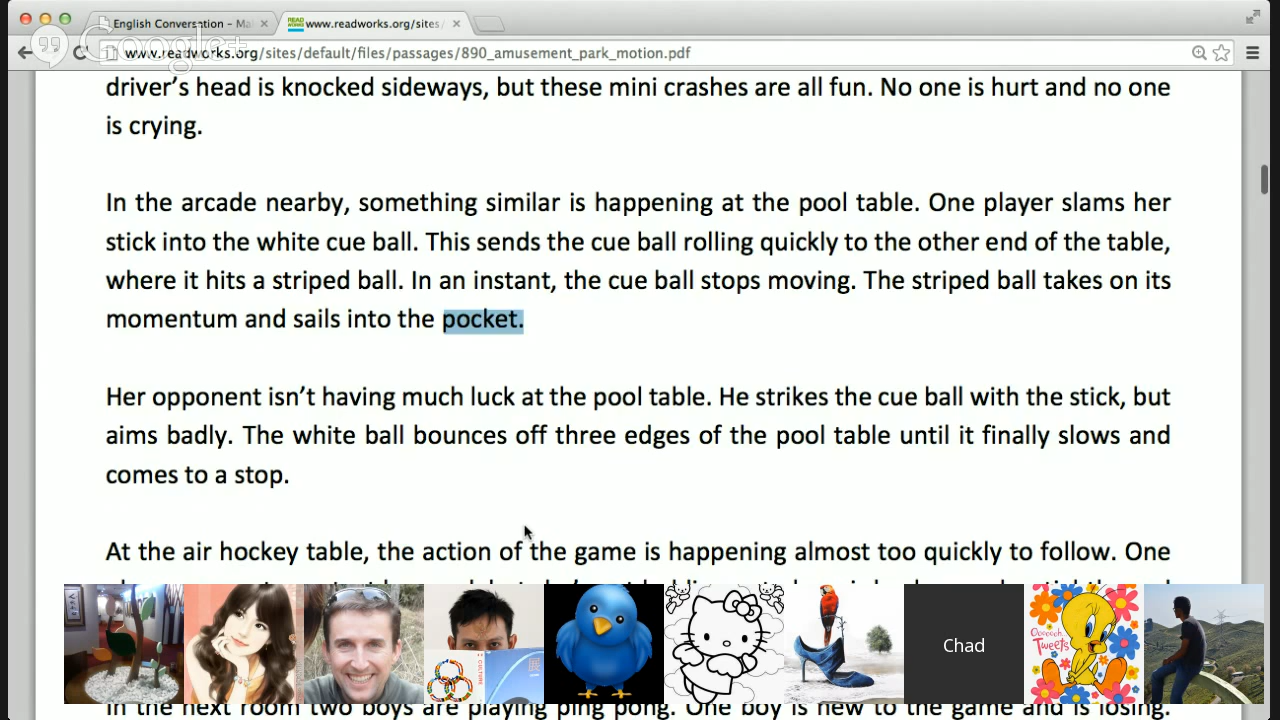 English Conversation - Ma
READ WORKS
www.readworks.org/sites/
Google+
www.readworks.org/sites/default/files/passages/890_amusement_park_motion.pdf
driver's head is knocked sideways, but these mini crashes are all fun. No one is hurt and no one
is crying.
In the arcade nearby, something similar is happening at the pool table. One player slams her
stick into the white cue ball. This sends the cue ball rolling quickly to the other end of the table,
where it hits a striped ball. In an instant, the cue ball stops moving. The striped ball takes on its
momentum and sails into the pocket.
Her opponent isn't having much luck at the pool table. He strikes the cue ball with the stick, but
aims badly. The white ball bounces off three edges of the pool table until it finally slows and
comes to a stop.
At the air hockey table, the action of the game is happening almost too quickly to follow. One
CULTURE
Chad
Ooooooh...
Tweets
In the next room two boys are playing ping pong. One boy is new to the game and is losing.